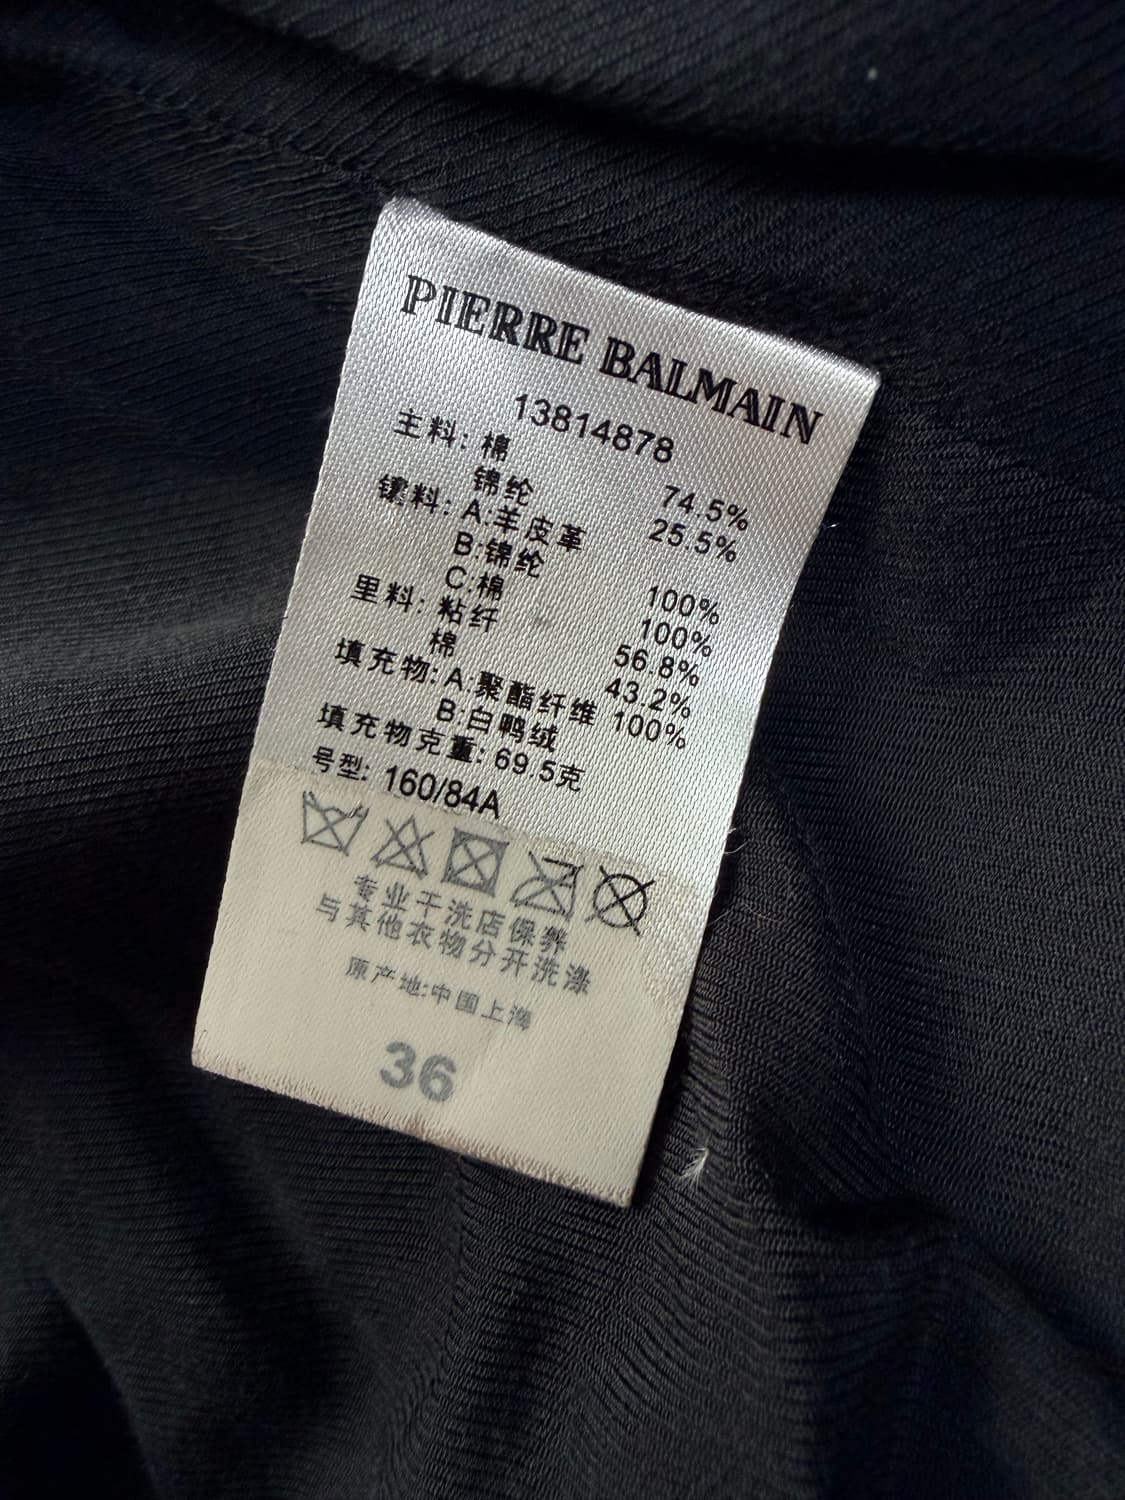 PIERRE BALMAIN
13814878
主料: 棉 74.5%
锦纶 25.5%
镶料: A:羊皮革
B:锦纶 100%
C:棉 100%
里料: 粘纤 56.8%
棉 43.2%
填充物: A:聚酯纤维 100%
B:白鸭绒
填充物克重: 69.5克
号型: 160/84A
专业干洗店保养
与其他衣物分开洗涤
原产地:中国上海
36